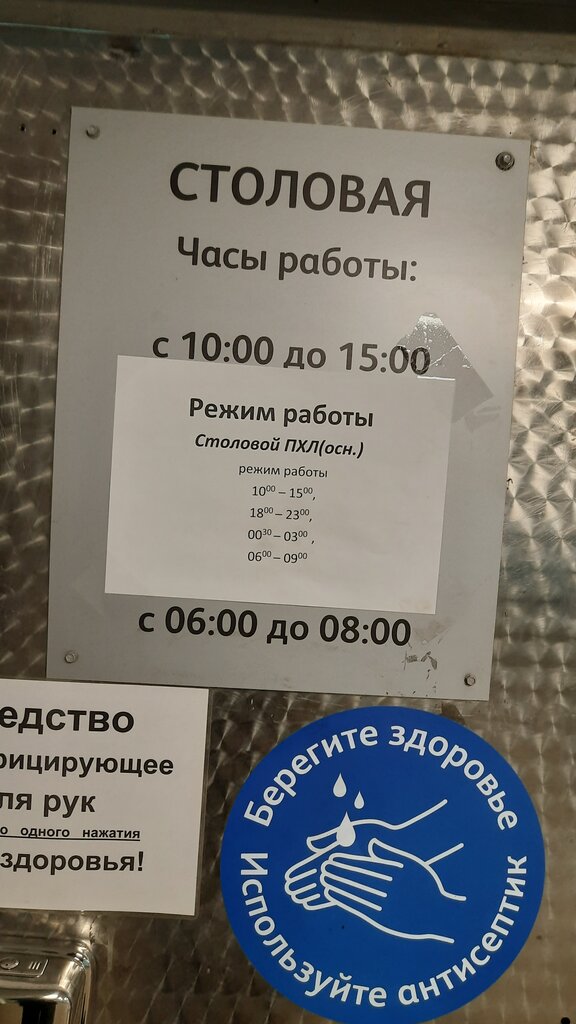 СТОЛОВАЯ
Часы работы:
с 10:00 до 15:00
Режим работы
Столовой ПХЛ(осн.)
режим работы
10⁰⁰ – 15⁰⁰,
18⁰⁰ – 23⁰⁰,
00³⁰ – 03⁰⁰ ,
06⁰⁰ – 09⁰⁰
с 06:00 до 08:00
едство
рицирующее
ля рук
о одного нажатия
здоровья!
Берегите здоровье
Используйте антисептик